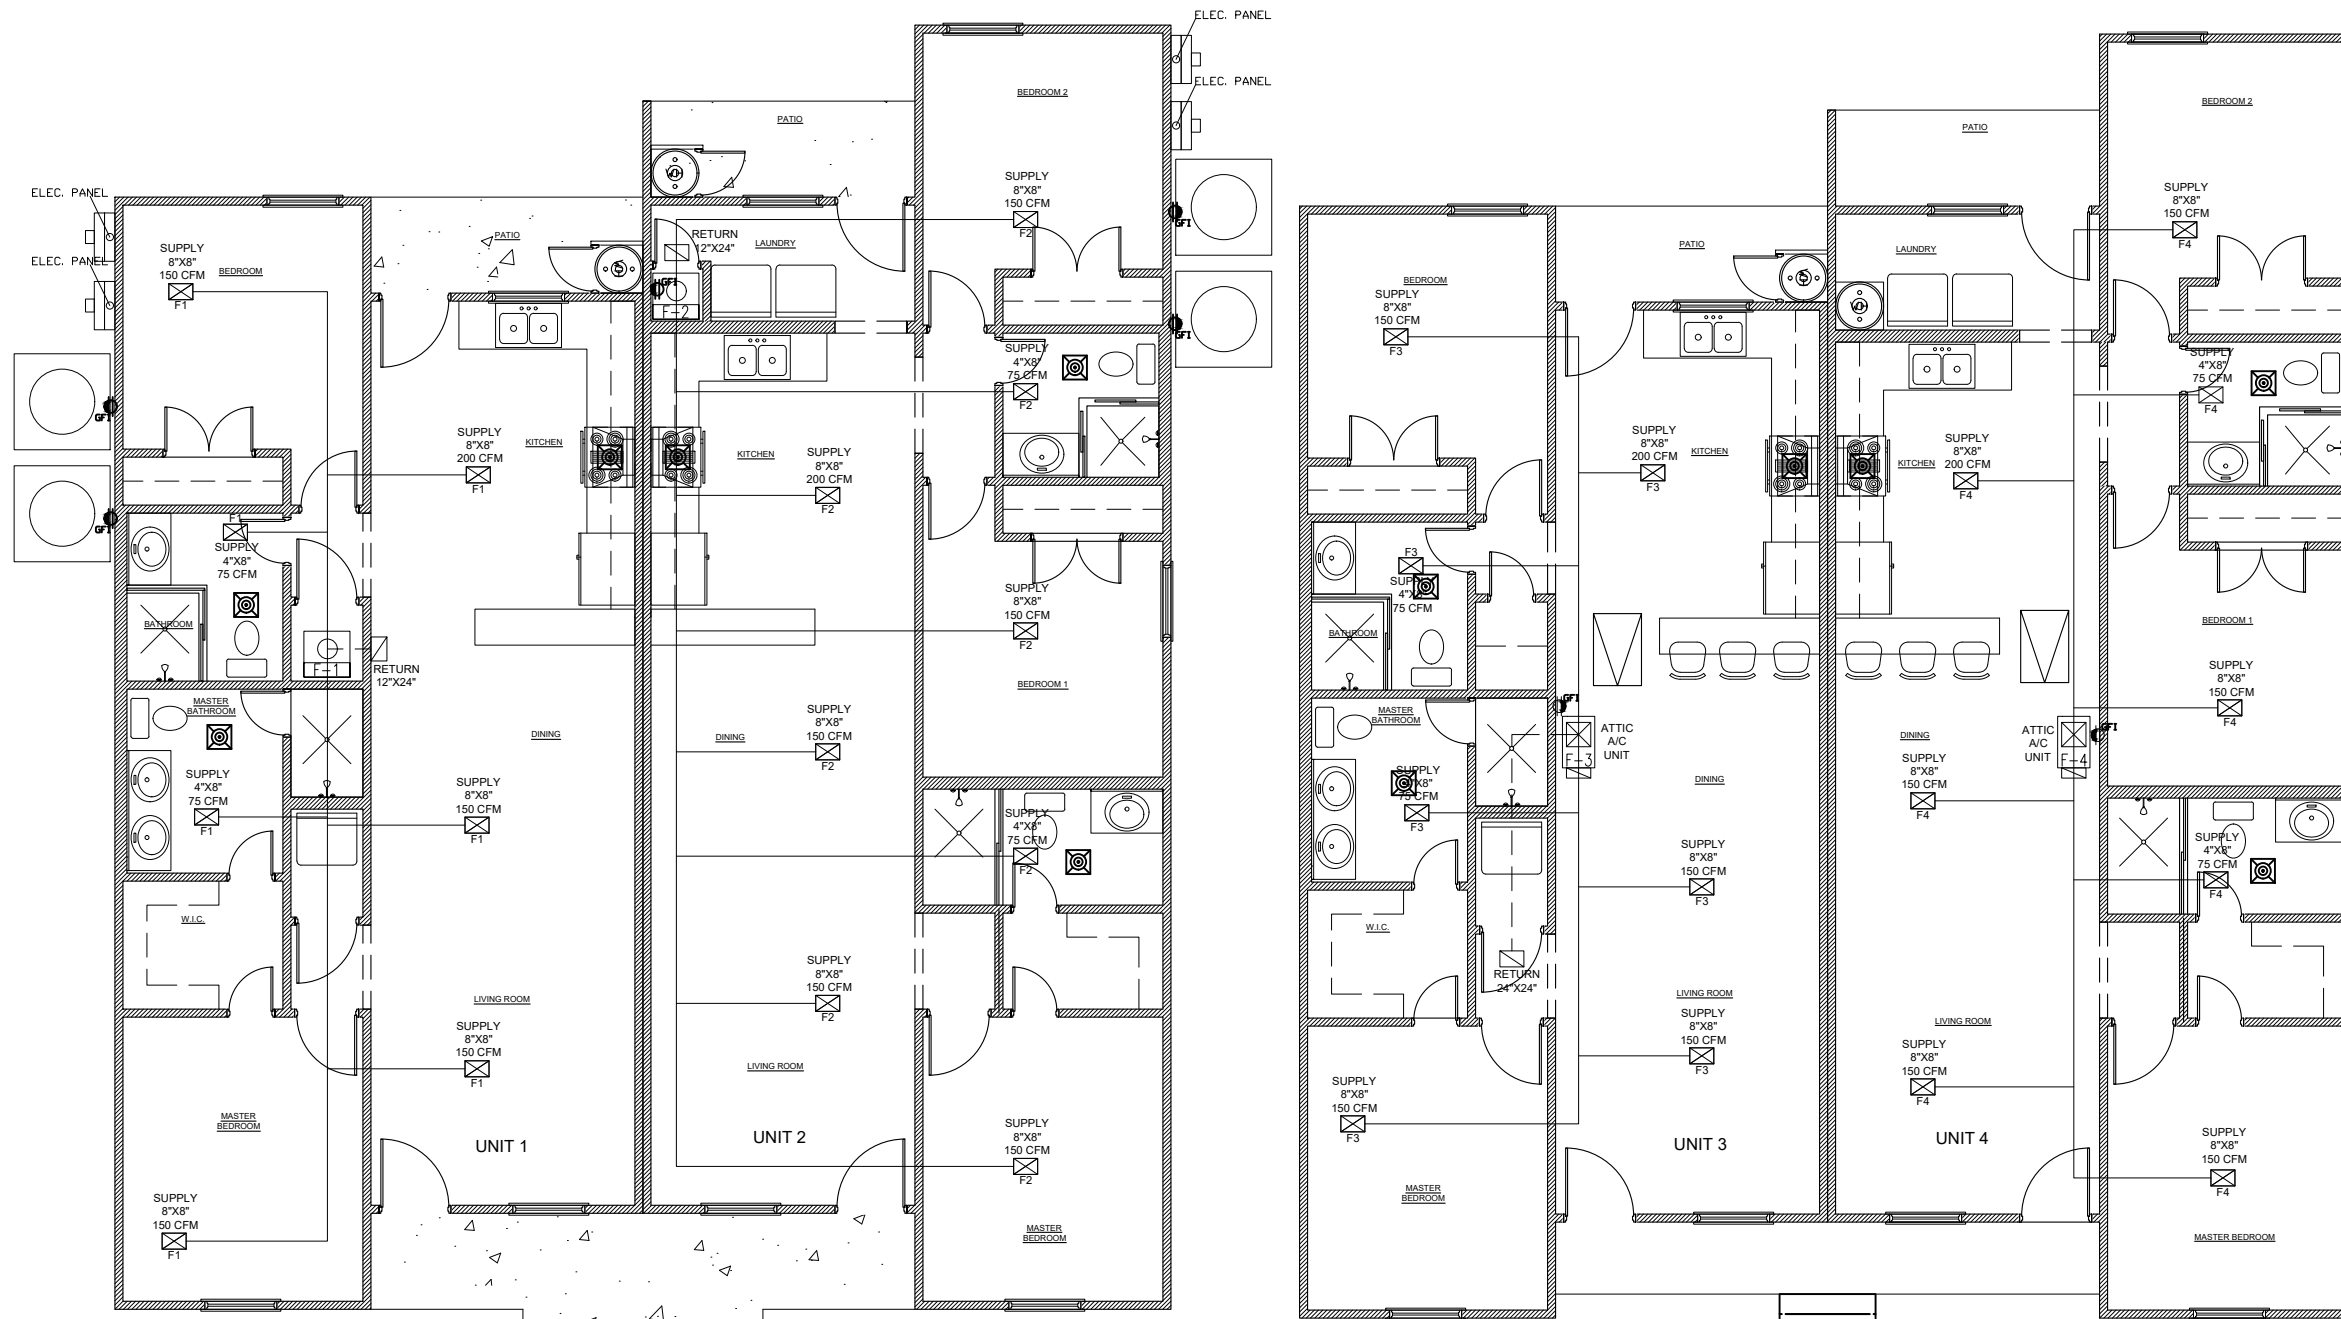 ELEC. PANEL
ELEC. PANEL
ELEC. PANEL
ELEC. PANEL
BEDROOM 2
PATIO
SUPPLY
8"X8"
150 CFM
F2
GFI
GFI
SUPPLY
8"X8"
150 CFM
F1
BEDROOM
PATIO
RETURN
12"X24"
LAUNDRY
GFI
F-2
SUPPLY
4"X8"
75 CFM
F2
GFI
GFI
SUPPLY
8"X8"
200 CFM
F1
KITCHEN
KITCHEN
SUPPLY
8"X8"
200 CFM
F2
F1
SUPPLY
4"X8"
75 CFM
BATHROOM
F-1
RETURN
12"X24"
SUPPLY
8"X8"
150 CFM
F2
BEDROOM 1
MASTER
BATHROOM
DINING
DINING
SUPPLY
8"X8"
150 CFM
F2
SUPPLY
4"X8"
75 CFM
F1
SUPPLY
8"X8"
150 CFM
F1
SUPPLY
4"X8"
75 CFM
F2
W.I.C.
LIVING ROOM
SUPPLY
8"X8"
150 CFM
F2
SUPPLY
8"X8"
150 CFM
F1
LIVING ROOM
MASTER
BEDROOM
UNIT 1
UNIT 2
SUPPLY
8"X8"
150 CFM
F2
SUPPLY
8"X8"
150 CFM
F1
MASTER
BEDROOM
BEDROOM 2
PATIO
SUPPLY
8"X8"
150 CFM
F4
PATIO
LAUNDRY
BEDROOM
SUPPLY
8"X8"
150 CFM
F3
SUPPLY
4"X8"
75 CFM
F4
SUPPLY
8"X8"
200 CFM
F3
KITCHEN
KITCHEN
SUPPLY
8"X8"
200 CFM
F4
F3
SUPPLY
4"X8"
75 CFM
BATHROOM
BEDROOM 1
SUPPLY
8"X8"
150 CFM
F4
MASTER
BATHROOM
GFI
ATTIC
A/C
UNIT
F-3
ATTIC
A/C
UNIT
F-4
GFI
DINING
DINING
SUPPLY
8"X8"
150 CFM
F4
SUPPLY
4"X8"
75 CFM
F3
SUPPLY
8"X8"
150 CFM
F3
SUPPLY
4"X8"
75 CFM
F4
W.I.C.
RETURN
24"X24"
LIVING ROOM
SUPPLY
8"X8"
150 CFM
F3
LIVING ROOM
SUPPLY
8"X8"
150 CFM
F4
SUPPLY
8"X8"
150 CFM
F3
UNIT 3
UNIT 4
SUPPLY
8"X8"
150 CFM
F4
MASTER
BEDROOM
MASTER BEDROOM